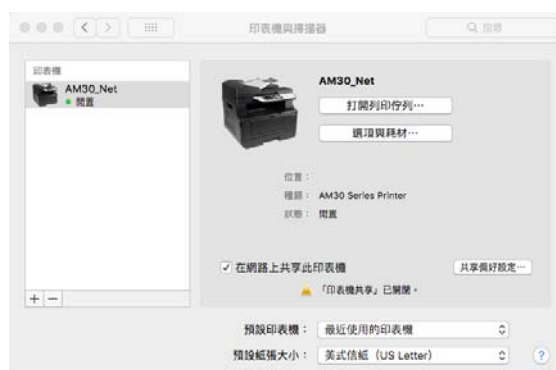 印表機與掃描器
搜尋
印表機
AM30_Net
閒置
AM30_Net
打開列印佇列…
選項與耗材…
位置：
種類： AM30 Series Printer
狀態： 閒置
在網路上共享此印表機
共享偏好設定…
「印表機共享」已關閉。
預設印表機： 最近使用的印表機
預設紙張大小： 美式信紙（US Letter）
?